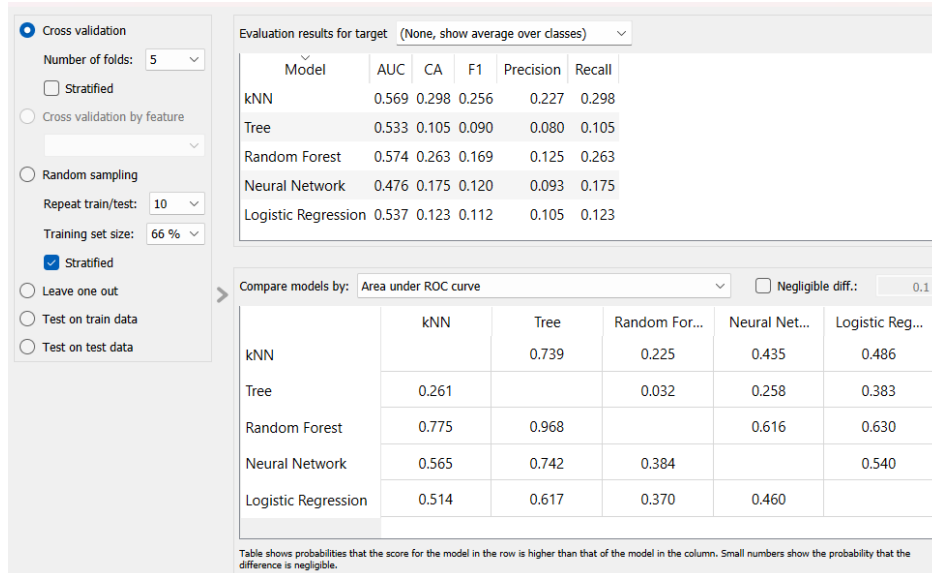 Cross validation
Number of folds: 5
Stratified
Cross validation by feature
Random sampling
Repeat train/test: 10
Training set size: 66 %
Stratified
Leave one out
Test on train data
Test on test data
Evaluation results for target (None, show average over classes)
Model AUC CA F1 Precision Recall
kNN 0.569 0.298 0.256 0.227 0.298
Tree 0.533 0.105 0.090 0.080 0.105
Random Forest 0.574 0.263 0.169 0.125 0.263
Neural Network 0.476 0.175 0.120 0.093 0.175
Logistic Regression 0.537 0.123 0.112 0.105 0.123
Compare models by: Area under ROC curve Negligible diff.: 0.1
kNN Tree Random For... Neural Net... Logistic Reg...
kNN 0.739 0.225 0.435 0.486
Tree 0.261 0.032 0.258 0.383
Random Forest 0.775 0.968 0.616 0.630
Neural Network 0.565 0.742 0.384 0.540
Logistic Regression 0.514 0.617 0.370 0.460
Table shows probabilities that the score for the model in the row is higher than that of the model in the column. Small numbers show the probability that the
difference is negligible.